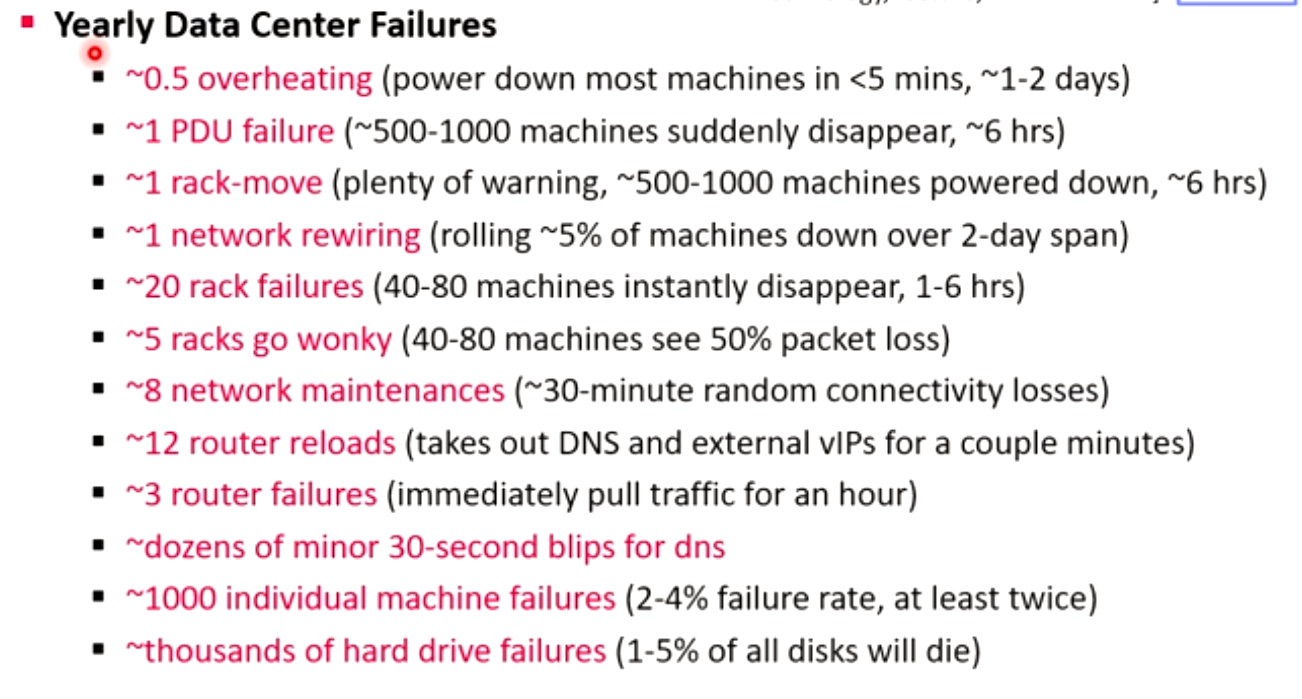 Yearly Data Center Failures
~0.5 overheating (power down most machines in <5 mins, ~1-2 days)
~1 PDU failure (~500-1000 machines suddenly disappear, ~6 hrs)
~1 rack-move (plenty of warning, ~500-1000 machines powered down, ~6 hrs)
~1 network rewiring (rolling ~5% of machines down over 2-day span)
~20 rack failures (40-80 machines instantly disappear, 1-6 hrs)
~5 racks go wonky (40-80 machines see 50% packet loss)
~8 network maintenances (~30-minute random connectivity losses)
~12 router reloads (takes out DNS and external vIPs for a couple minutes)
~3 router failures (immediately pull traffic for an hour)
~dozens of minor 30-second blips for dns
~1000 individual machine failures (2-4% failure rate, at least twice)
~thousands of hard drive failures (1-5% of all disks will die)